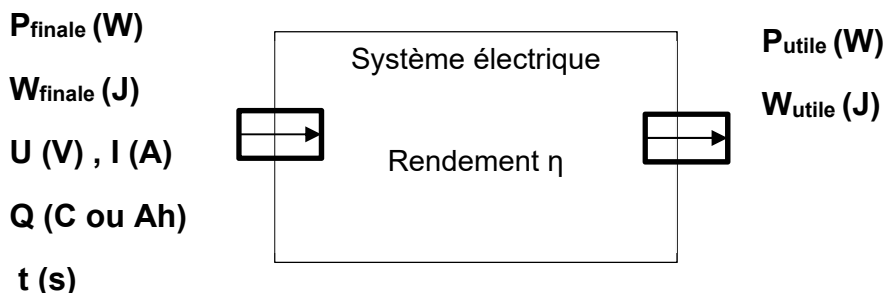 Pfinale (W)
Wfinale (J)
U (V) , I (A)
Q (C ou Ah)
t (s)
Système électrique
Rendement η
Putile (W)
Wutile (J)